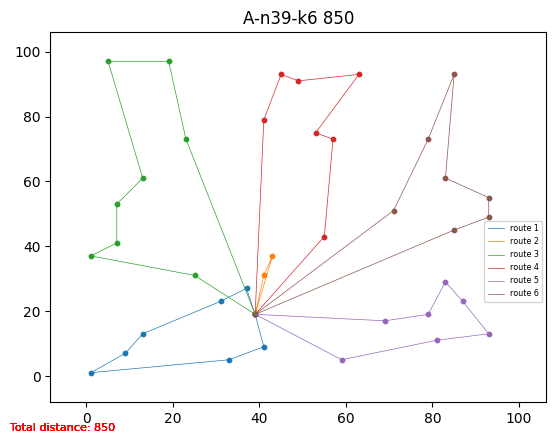 A-n39-k6 850
100
80
60
40
20
0
route 1
route 2
route 3
route 4
route 5
route 6
0 20 40 60 80 100
Total distance: 850